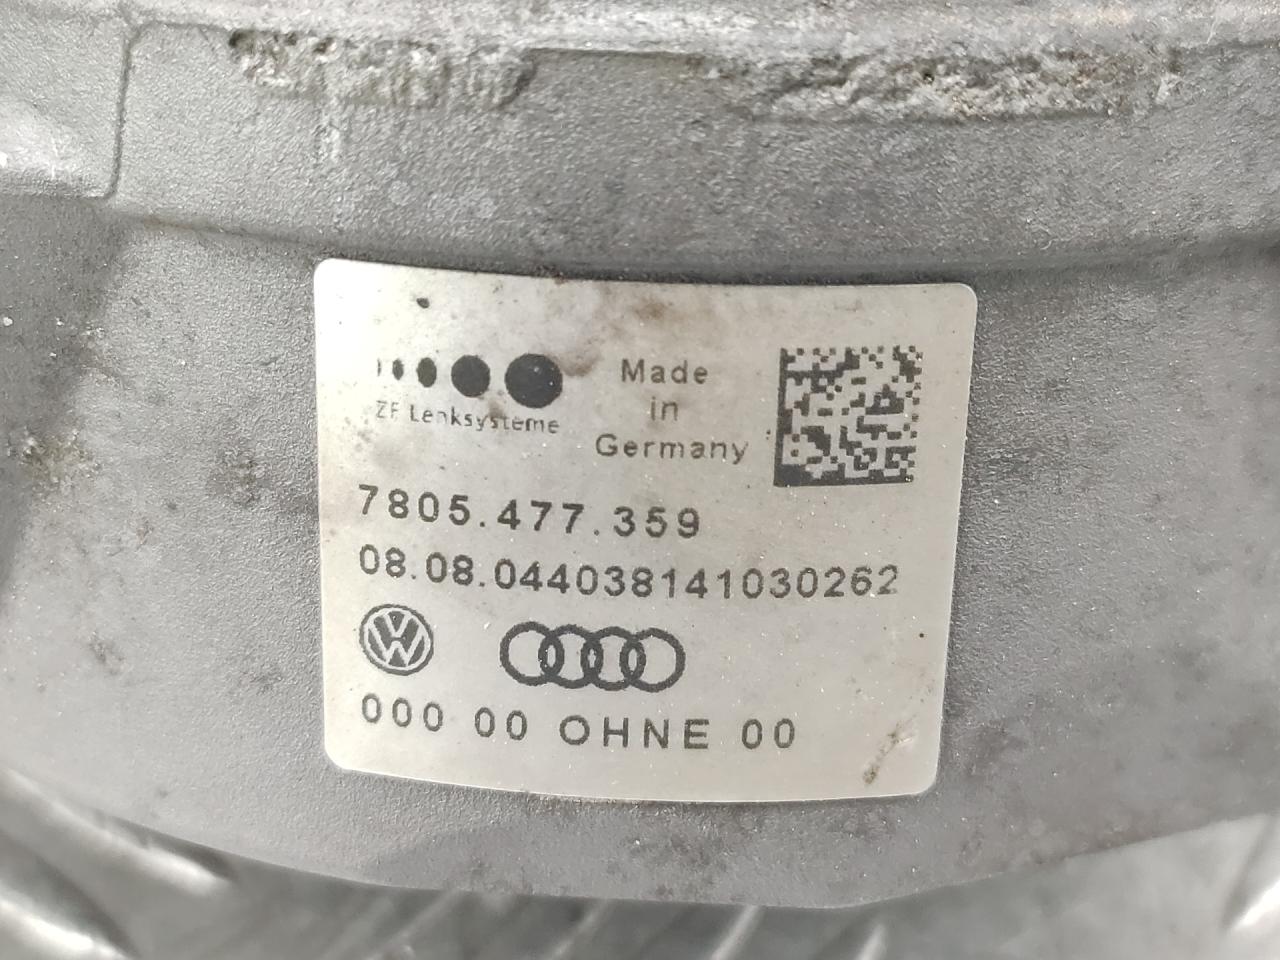 ZF Lenksysteme
Made
in
Germany
7805.477.359
08.08.044038141030262
000 00 OHNE 00